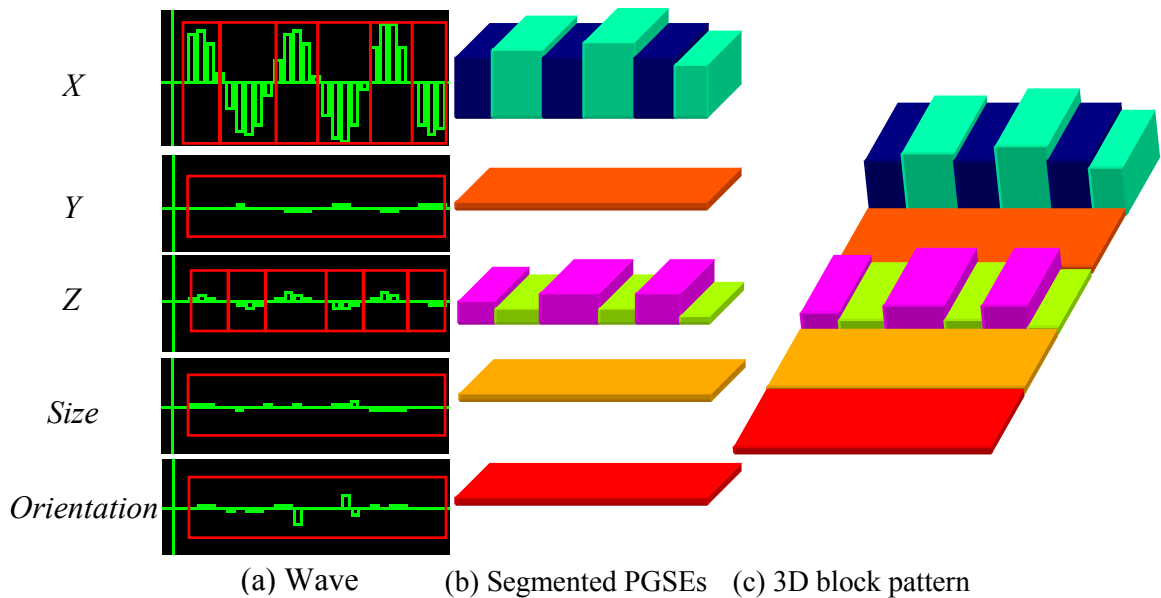 X
Y
Z
Size
Orientation
(a) Wave
(b) Segmented PGSEs
(c) 3D block pattern